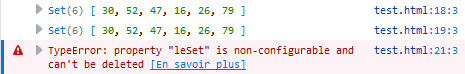 Set(6) [ 30, 52, 47, 16, 26, 79 ] test.html:18:3
Set(6) [ 30, 52, 47, 16, 26, 79 ] test.html:19:3
TypeError: property "leSet" is non-configurable and test.html:21:3
can't be deleted [En savoir plus]